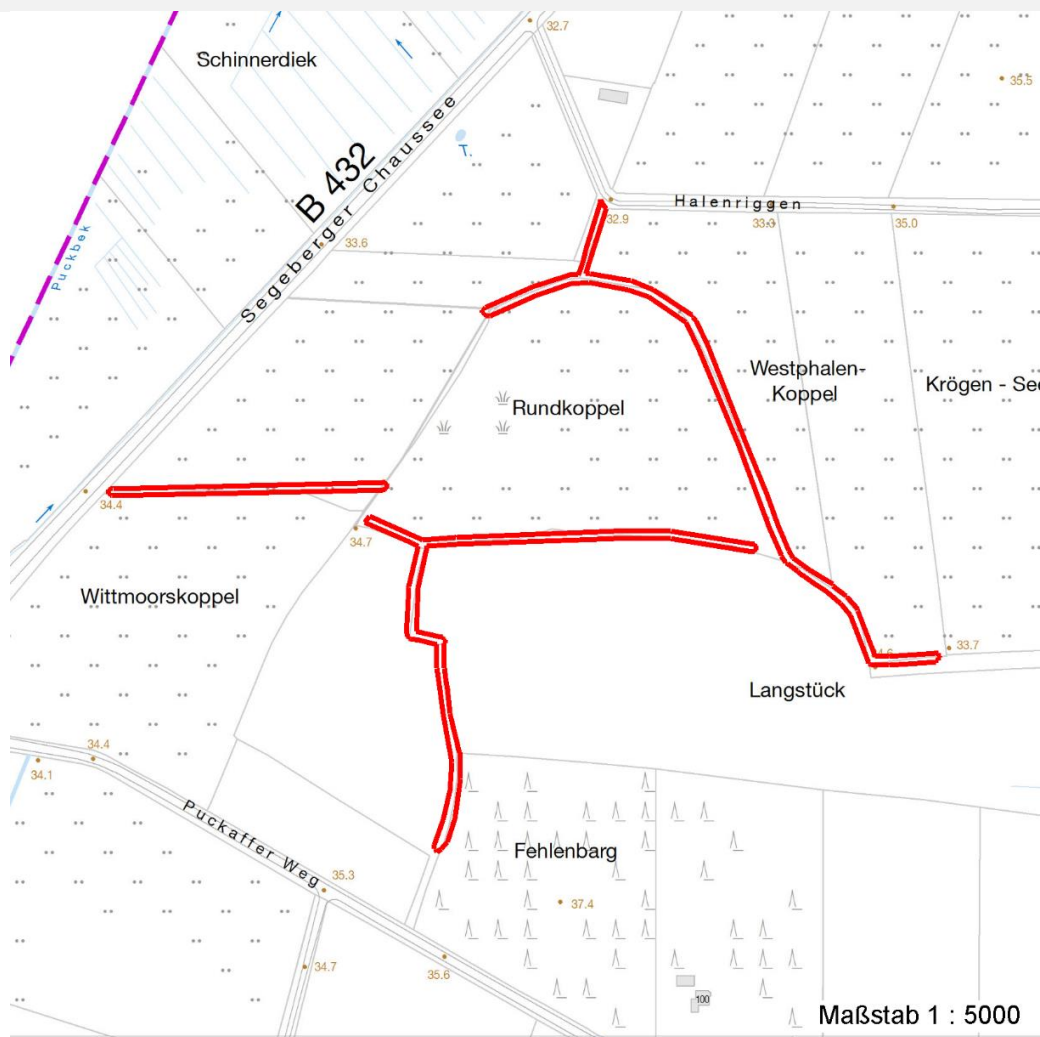 32.7
Schinnerdiek
35.5
B 432
Segeberger Chaussee
T.
Halenriggen
32.9
33.3
35.0
Puckbek
33.6
Westphalen-
Koppel
Krögen - See
Rundkoppel
34.4
34.7
Wittmoorskoppel
33.7
Langstück
34.4
34.1
Puckaffer Weg
Fehlenbarg
35.3
37.4
35.6
34.7
100
Maßstab 1 : 5000